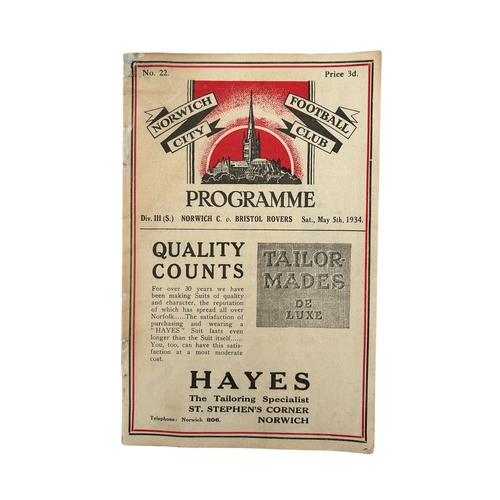 No. 22. Price 3d.
NORWICH CITY FOOTBALL CLUB
PROGRAMME
Div. III (S.) NORWICH C. v. BRISTOL ROVERS Sat., May 5th, 1934.
QUALITY
COUNTS
For over 30 years we have
been making Suits of quality
and character, the reputation
of which has spread all over
Norfolk.....The satisfaction of
purchasing and wearing a
"HAYES" Suit lasts even
longer than the Suit itself......
You, too, can have this satis-
faction at a most moderate
cost.
TAILOR-
MADES
DE
LUXE
HAYES
The Tailoring Specialist
ST. STEPHEN'S CORNER
Telephone: Norwich 806. NORWICH